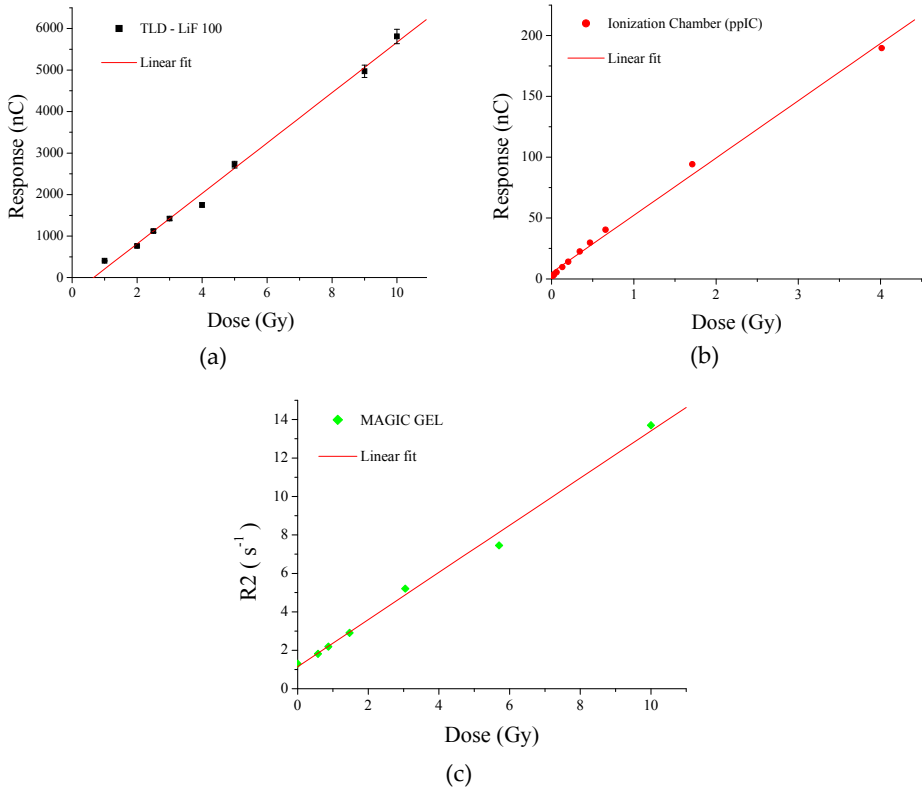 TLD - LiF 100
Linear fit
Response (nC)
6000
5000
4000
3000
2000
1000
0
0 2 4 6 8 10
Dose (Gy)
(a)
Ionization Chamber (ppIC)
Linear fit
Response (nC)
200
150
100
50
0
0 1 2 3 4
Dose (Gy)
(b)
MAGIC GEL
Linear fit
R2 ( s⁻¹)
14
12
10
8
6
4
2
0
0 2 4 6 8 10
Dose (Gy)
(c)